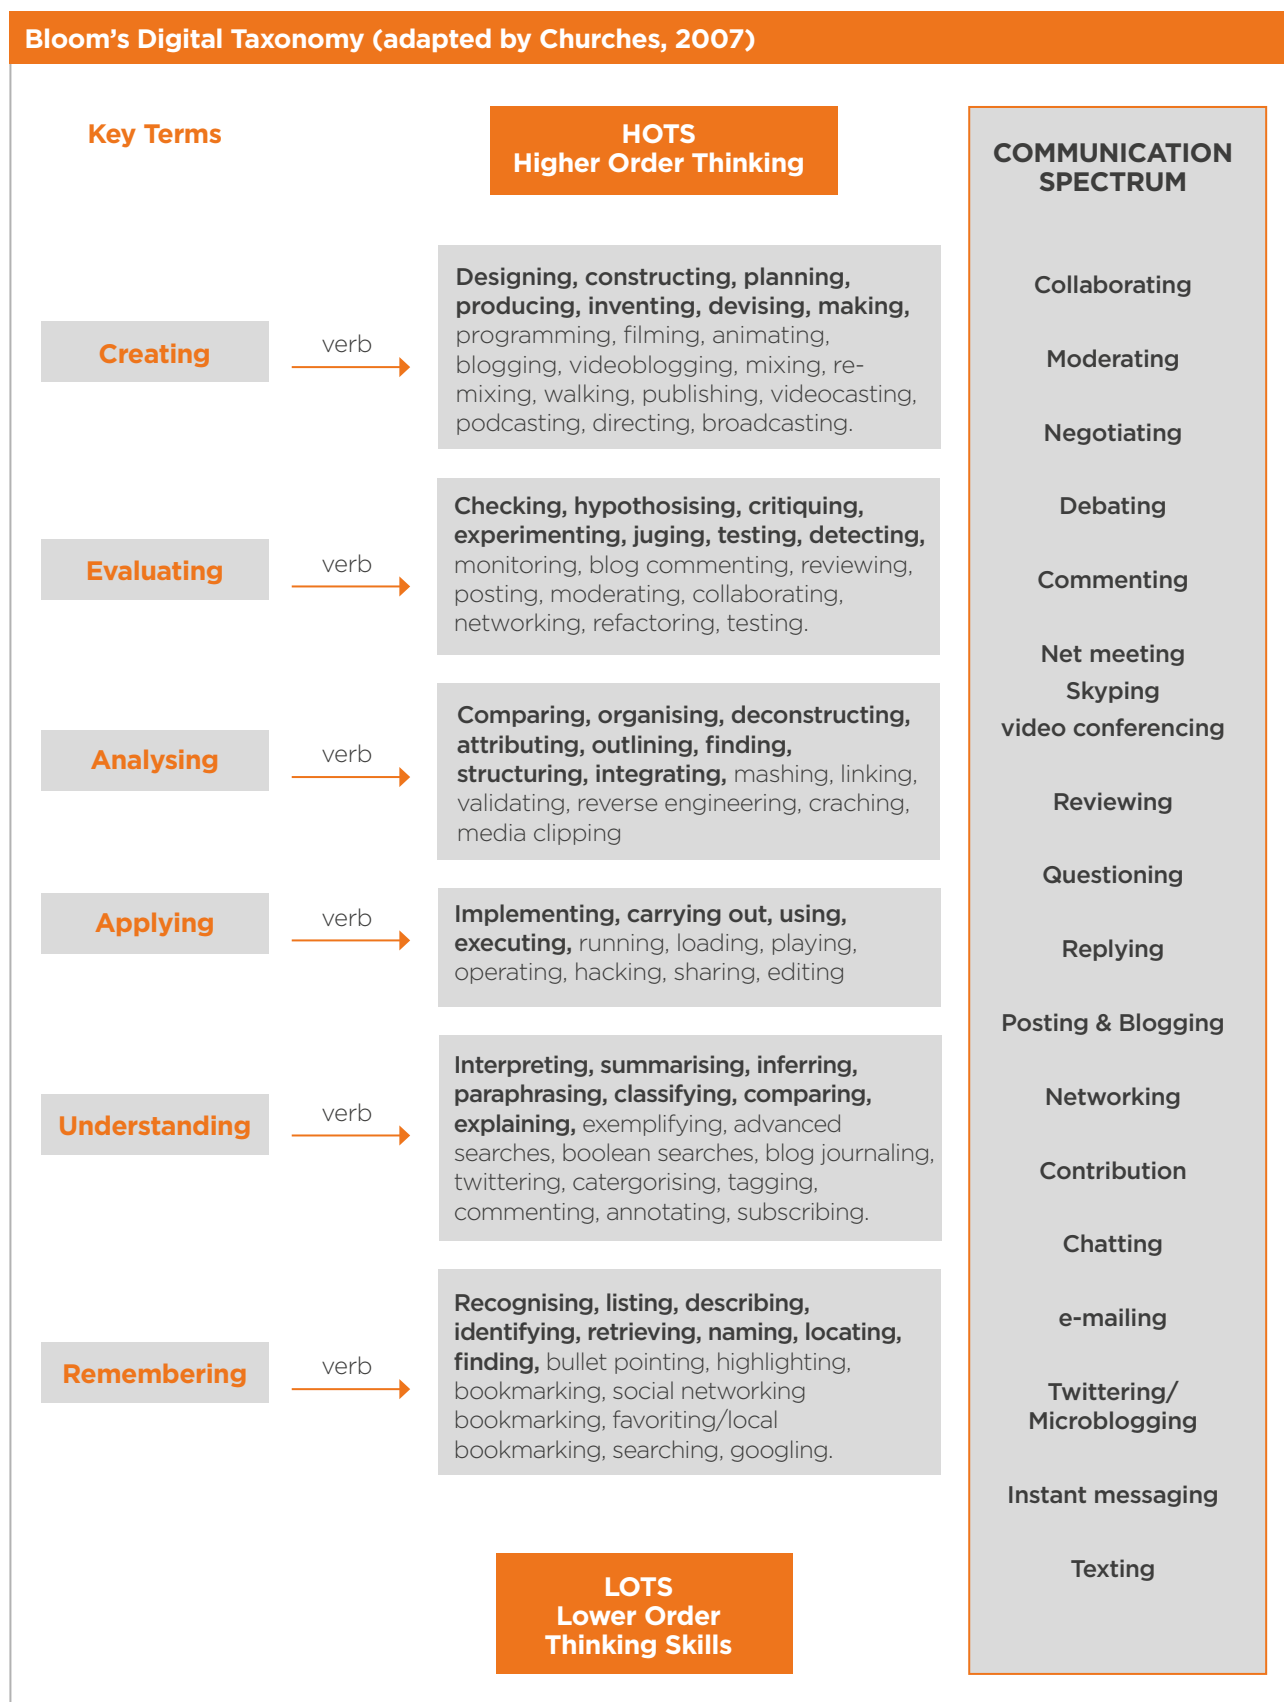 Bloom's Digital Taxonomy (adapted by Churches, 2007)
Key Terms
HOTS
Higher Order Thinking
Creating
verb
Designing, constructing, planning,
producing, inventing, devising, making,
programming, filming, animating,
blogging, videoblogging, mixing, re-
mixing, walking, publishing, videocasting,
podcasting, directing, broadcasting.
Evaluating
verb
Checking, hypothosising, critiquing,
experimenting, juging, testing, detecting,
monitoring, blog commenting, reviewing,
posting, moderating, collaborating,
networking, refactoring, testing.
Analysing
verb
Comparing, organising, deconstructing,
attributing, outlining, finding,
structuring, integrating, mashing, linking,
validating, reverse engineering, craching,
media clipping
Applying
verb
Implementing, carrying out, using,
executing, running, loading, playing,
operating, hacking, sharing, editing
Understanding
verb
Interpreting, summarising, inferring,
paraphrasing, classifying, comparing,
explaining, exemplifying, advanced
searches, boolean searches, blog journaling,
twittering, catergorising, tagging,
commenting, annotating, subscribing.
Remembering
verb
Recognising, listing, describing,
identifying, retrieving, naming, locating,
finding, bullet pointing, highlighting,
bookmarking, social networking
bookmarking, favoriting/local
bookmarking, searching, googling.
LOTS
Lower Order
Thinking Skills
COMMUNICATION
SPECTRUM
Collaborating
Moderating
Negotiating
Debating
Commenting
Net meeting
Skyping
video conferencing
Reviewing
Questioning
Replying
Posting & Blogging
Networking
Contribution
Chatting
e-mailing
Twittering/
Microblogging
Instant messaging
Texting